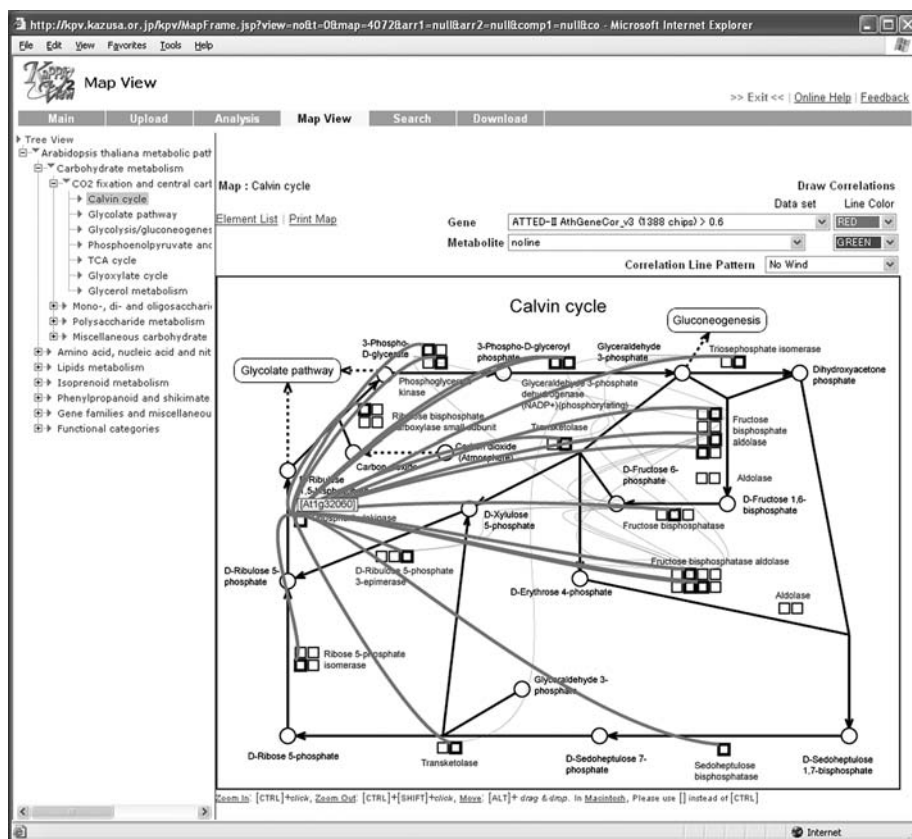 http://kpv.kazusa.or.jp/kpv/MapFrame.jsp?view=no&t=0&map=4072&arr1=null&arr2=null&comp1=null&co - Microsoft Internet Explorer
File Edit View Favorites Tools Help
Map View
>> Exit << | Online Help | Feedback
Main Upload Analysis Map View Search Download
Tree View
Arabidopsis thaliana metabolic path
Carbohydrate metabolism
CO2 fixation and central cart
Calvin cycle
Glycolate pathway
Glycolysis/gluconeogenes
Phosphoenolpyruvate and
TCA cycle
Glyoxylate cycle
Glycerol metabolism
Mono-, di- and oligosacchari
Polysaccharide metabolism
Miscellaneous carbohydrate
Amino acid, nucleic acid and nit
Lipids metabolism
Isoprenoid metabolism
Phenylpropanoid and shikimate
Gene families and miscellaneou
Functional categories
Map : Calvin cycle
Draw Correlations
Data set Line Color
Element List | Print Map
Gene ATTED-II AthGeneCor_v3 (1388 chips) > 0.6 RED
Metabolite noline GREEN
Correlation Line Pattern No Wind
Calvin cycle
Gluconeogenesis
3-Phospho-
D-glycerate
3-Phospho-D-glyceroyl
phosphate
Glyceraldehyde
3-phosphate
Triosephosphate isomerase
Dihydroxyacetone
phosphate
Glycolate pathway
Phosphoglycerate
kinase
Glyceraldehyde 3-phosphate
dehydrogenase
(NADP+)(phosphorylating)
Ribulose bisphosphate
carboxylase small subunit
Transketolase
Fructose
bisphosphate
aldolase
Carbon dioxide
(Atmosphere)
Carbon dioxide
Aldolase
D-Ribulose
1,5-bisphosphate
[At1g32060]
D-Fructose 6-
phosphate
D-Fructose 1,6-
bisphosphate
D-Xylulose
5-phosphate
Fructose bisphosphatase
D-Ribulose 5-
phosphate
D-Ribulose 5-phosphate
3-epimerase
Fructose bisphosphatase aldolase
D-Erythrose 4-phosphate
Aldolase
Ribose 5-phosphate
isomerase
Glyceraldehyde 3-
phosphate
D-Ribose 5-phosphate
Transketolase
D-Sedoheptulose 7-
phosphate
Sedoheptulose
bisphosphatase
D-Sedoheptulose
1,7-bisphosphate
Zoom In: [CTRL]+click, Zoom Out: [CTRL]+[SHIFT]+click, Move: [ALT]+ drag & drop. In Macintosh, Please use [] instead of [CTRL]
Internet